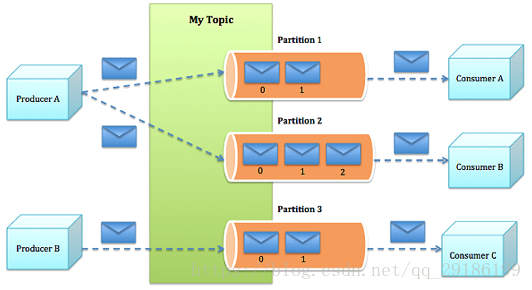 My Topic
Partition 1
Producer A
0 1
Consumer A
Partition 2
0 1 2
Consumer B
Partition 3
Producer B
0 1
Consumer C